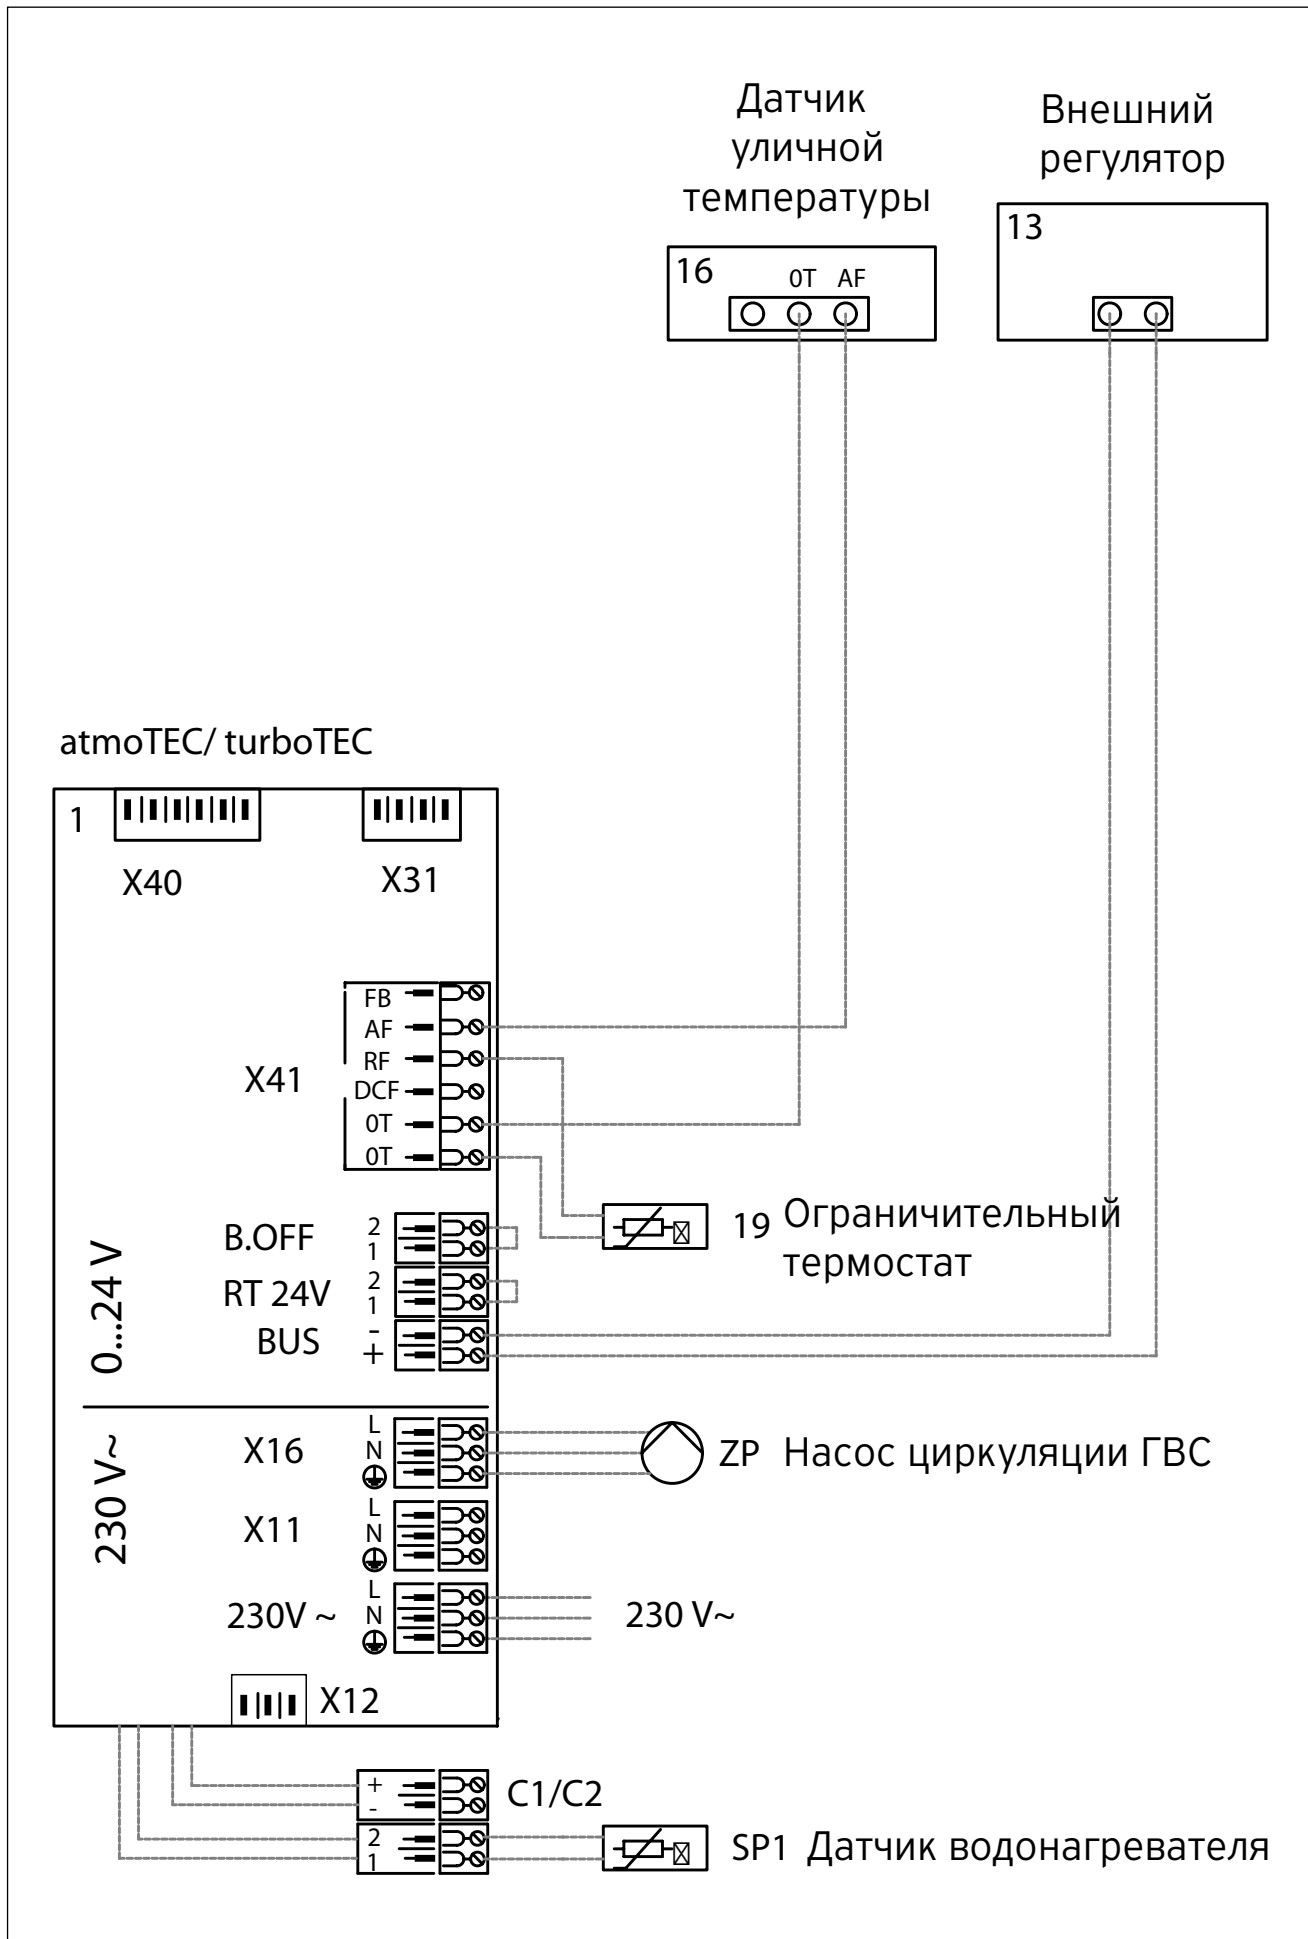 Датчик
уличной
температуры
Внешний
регулятор
16
0T AF
13
atmoTEC/ turboTEC
1
X40
X31
X41
FB
AF
RF
DCF
0T
0T
0...24 V
B.OFF
2
1
RT 24V
2
1
BUS
-
+
19 Ограничительный
термостат
230 V~
X16
L
N
ZP Насос циркуляции ГВС
X11
L
N
230V ~
L
N
230 V~
X12
+
-
C1/C2
2
1
SP1 Датчик водонагревателя